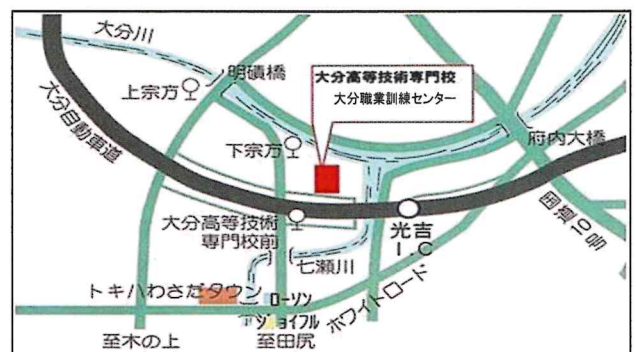 大分川
明磧橋
上宗方
大分自動車道
大分高等技術専門校
大分職業訓練センター
下宗方
府内大橋
国道210号
大分高等技術
専門校前
光吉
I.C
七瀬川
ホワイトロード
トキハわさだタウン
ローソン
ジョイフル
至木の上
至田尻